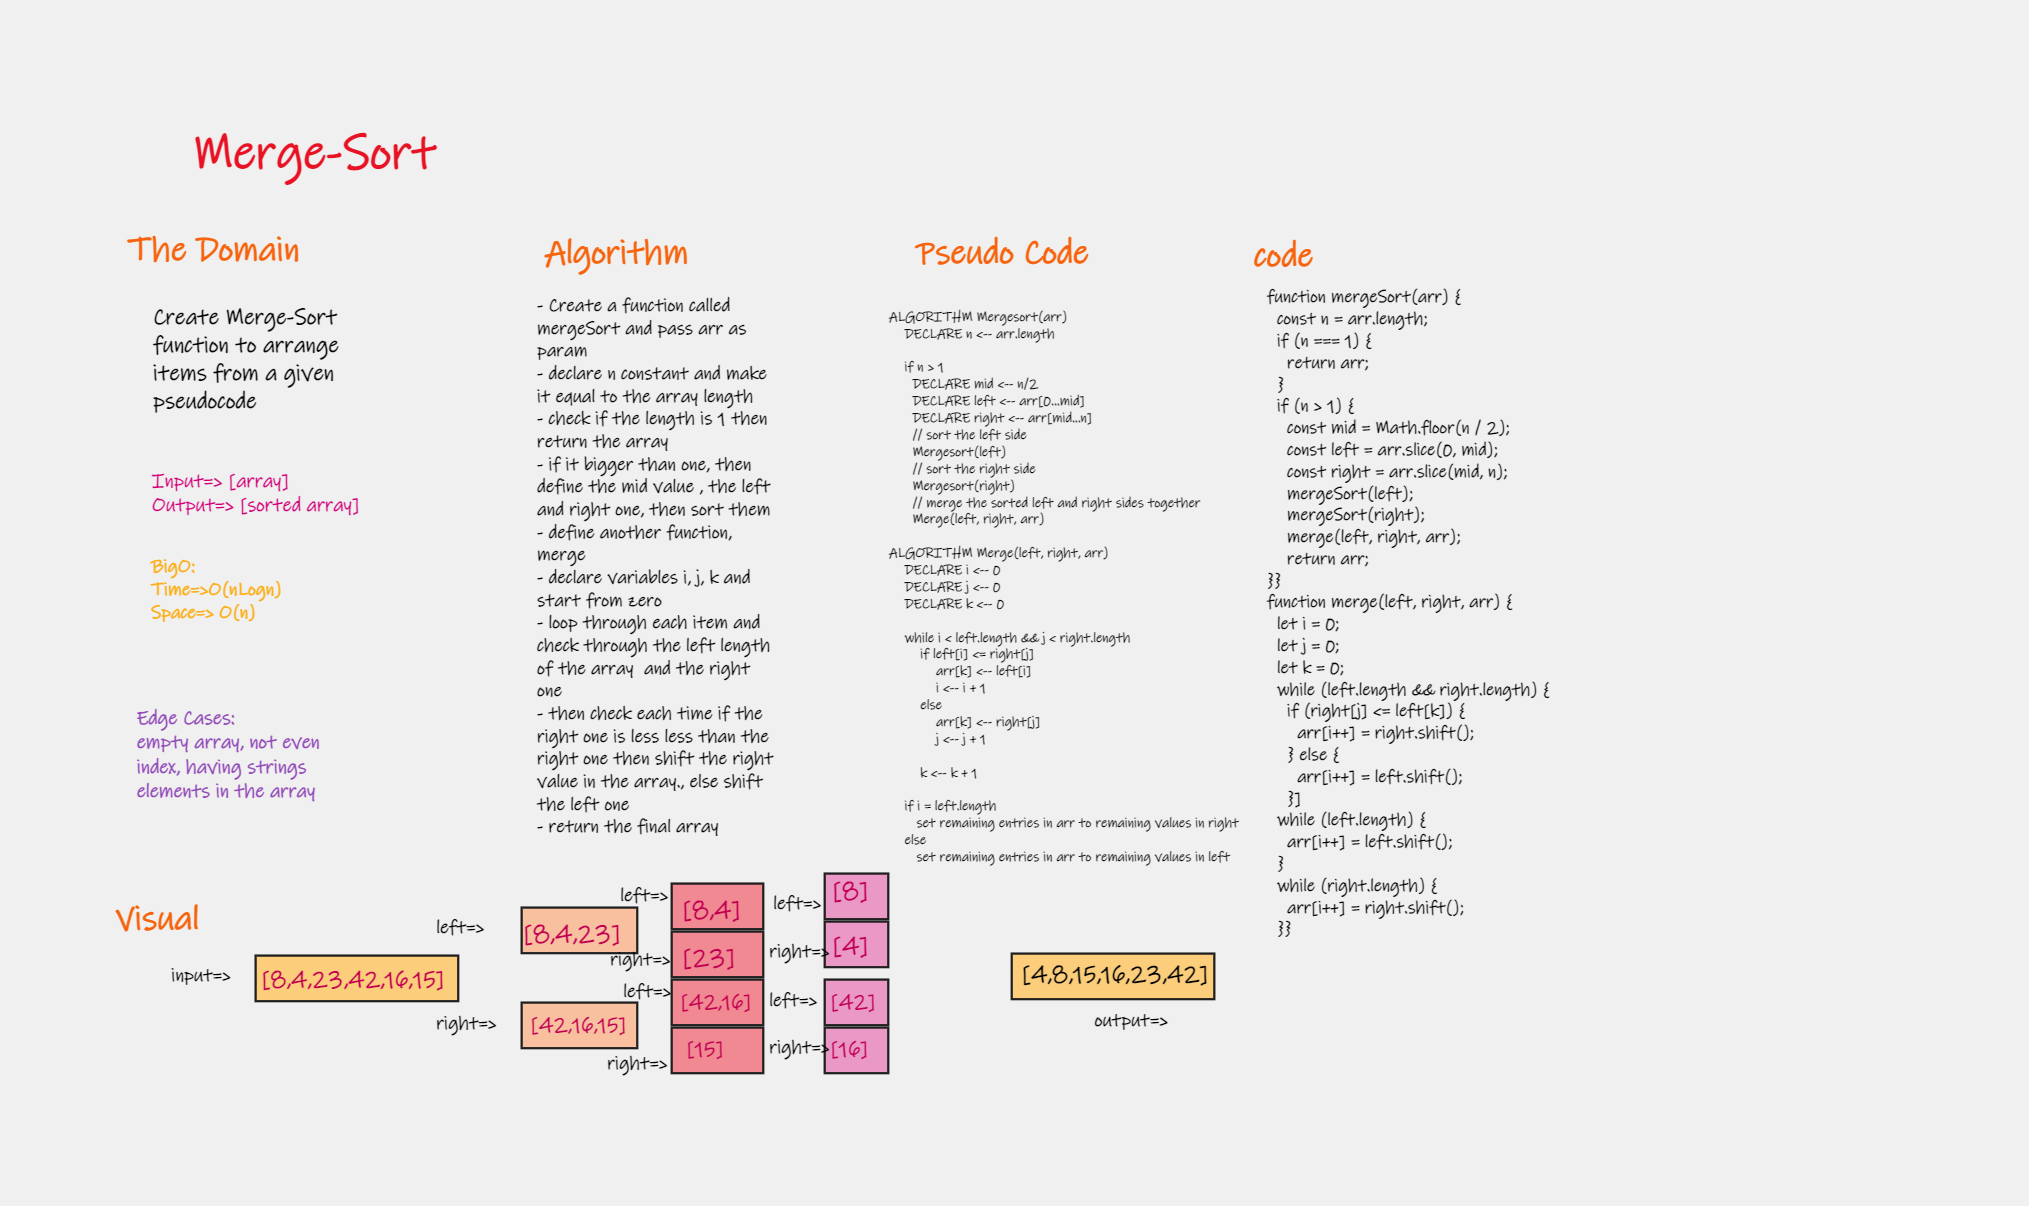 Merge-Sort
The Domain
Create Merge-Sort
function to arrange
items from a given
pseudocode
Input=> [array]
Output=> [sorted array]
BigO:
Time=>O(nLogn)
Space=> O(n)
Edge Cases:
empty array, not even
index, having strings
elements in the array
Algorithm
- Create a function called
mergeSort and pass arr as
param
- declare n constant and make
it equal to the array length
- check if the length is 1 then
return the array
- if it bigger than one, then
define the mid value , the left
and right one, then sort them
- define another function,
merge
- declare variables i, j, k and
start from zero
- loop through each item and
check through the left length
of the array  and the right
one
- then check each time if the
right one is less less than the
right one then shift the right
value in the array., else shift
the left one
- return the final array
Pseudo Code
ALGORITHM Mergesort(arr)
DECLARE n <-- arr.length
if n > 1
DECLARE mid <-- n/2
DECLARE left <-- arr[0...mid]
DECLARE right <-- arr[mid...n]
// sort the left side
Mergesort(left)
// sort the right side
Mergesort(right)
// merge the sorted left and right sides together
Merge(left, right, arr)
ALGORITHM Merge(left, right, arr)
DECLARE i <-- 0
DECLARE j <-- 0
DECLARE k <-- 0
while i < left.length && j < right.length
if left[i] <= right[j]
arr[k] <-- left[i]
i <-- i + 1
else
arr[k] <-- right[j]
j <-- j + 1
k <-- k + 1
if i = left.length
set remaining entries in arr to remaining values in right
else
set remaining entries in arr to remaining values in left
code
function mergeSort(arr) {
const n = arr.length;
if (n === 1) {
return arr;
}
if (n > 1) {
const mid = Math.floor(n / 2);
const left = arr.slice(0, mid);
const right = arr.slice(mid, n);
mergeSort(left);
mergeSort(right);
merge(left, right, arr);
return arr;
}}
function merge(left, right, arr) {
let i = 0;
let j = 0;
let k = 0;
while (left.length && right.length) {
if (right[j] <= left[k]) {
arr[i++] = right.shift();
} else {
arr[i++] = left.shift();
}]
while (left.length) {
arr[i++] = left.shift();
}
while (right.length) {
arr[i++] = right.shift();
}}
Visual
input=>
[8,4,23,42,16,15]
left=>
[8,4,23]
right=>
[42,16,15]
left=>
[8,4]
right=>
[23]
left=>
[42,16]
right=>
[15]
left=>
[8]
right=>
[4]
left=>
[42]
right=>
[16]
[4,8,15,16,23,42]
output=>